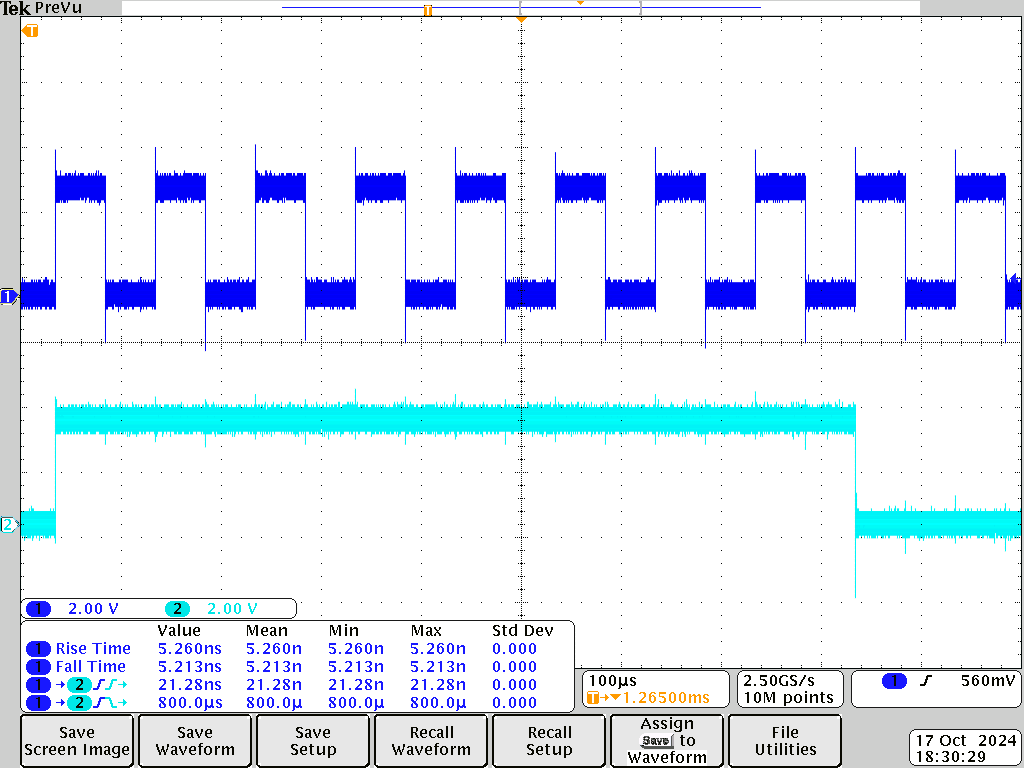 Tek PreVu
T
1
2
1 2.00 V 2 2.00 V
Value Mean Min Max Std Dev
1 Rise Time 5.260ns 5.260n 5.260n 5.260n 0.000
1 Fall Time 5.213ns 5.213n 5.213n 5.213n 0.000
1 → 2 21.28ns 21.28n 21.28n 21.28n 0.000
1 → 2 800.0µs 800.0µ 800.0µ 800.0µ 0.000
100µs
T→▼1.26500ms
2.50GS/s
10M points
1 560mV
Save
Screen Image
Save
Waveform
Save
Setup
Recall
Waveform
Recall
Setup
Assign
Save to
Waveform
File
Utilities
17 Oct 2024
18:30:29